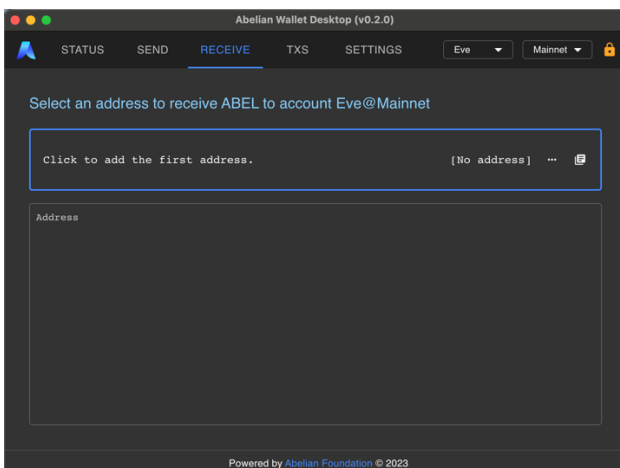 Abelian Wallet Desktop (v0.2.0)
STATUS SEND RECEIVE TXS SETTINGS Eve Mainnet
Select an address to receive ABEL to account Eve@Mainnet
Click to add the first address. [No address] ···
Address
Powered by Abelian Foundation © 2023